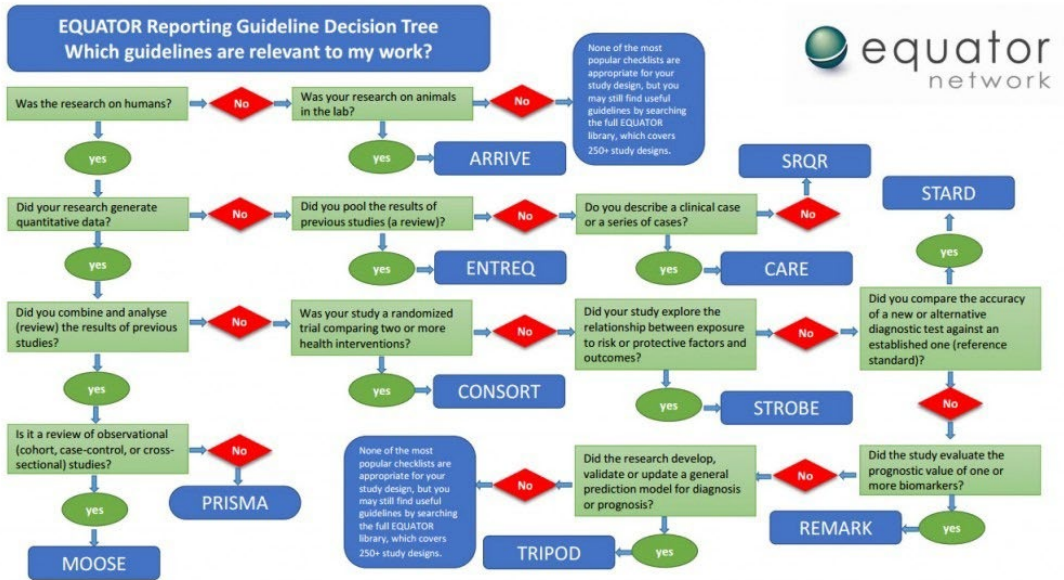 EQUATOR Reporting Guideline Decision Tree
Which guidelines are relevant to my work?
equator
network
None of the most
popular checklists are
appropriate for your
study design, but you
may still find useful
guidelines by searching
the full EQUATOR
library, which covers
250+ study designs.
Was the research on humans?
No
Was your research on animals
in the lab?
No
yes
yes
ARRIVE
SRQR
STARD
Did your research generate
quantitative data?
No
Did you pool the results of
previous studies (a review)?
No
Do you describe a clinical case
or a series of cases?
No
yes
yes
ENTREQ
yes
CARE
yes
Did you combine and analyse
(review) the results of previous
studies?
No
Was your study a randomized
trial comparing two or more
health interventions?
No
Did your study explore the
relationship between exposure
to risk or protective factors and
outcomes?
No
Did you compare the accuracy
of a new or alternative
diagnostic test against an
established one (reference
standard)?
yes
yes
CONSORT
yes
STROBE
No
Is it a review of observational
(cohort, case-control, or cross-
sectional) studies?
No
PRISMA
None of the most
popular checklists are
appropriate for your
study design, but you
may still find useful
guidelines by searching
the full EQUATOR
library, which covers
250+ study designs.
No
Did the research develop,
validate or update a general
prediction model for diagnosis
or prognosis?
No
Did the study evaluate the
prognostic value of one or
more biomarkers?
yes
MOOSE
TRIPOD
yes
REMARK
yes